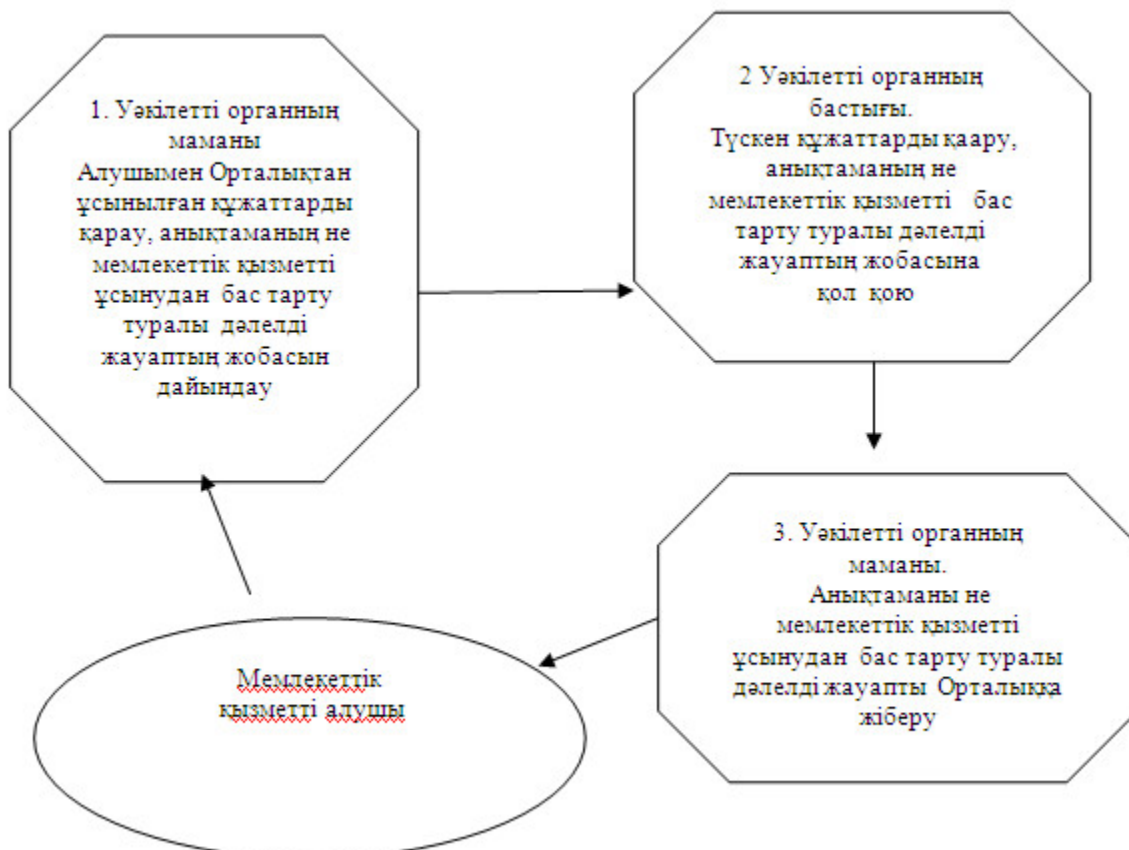 1. Уәкілетті органның
маманы
Алушымен Орталықтан
ұсынылған құжаттарды
қарау, анықтаманың не
мемлекеттік қызметті
ұсынудан бас тарту
туралы дәлелді
жауаптың жобасын
дайындау
2 Уәкілетті органның
бастығы.
Түскен құжаттарды қаару,
анықтаманың не
мемлекеттік қызметті бас
тарту туралы дәлелді
жауаптың жобасына
қол қою
3. Уәкілетті органның
маманы.
Анықтаманы не
мемлекеттік қызметті
ұсынудан бас тарту туралы
дәлелді жауапты Орталыққа
жіберу
Мемлекеттік
қызметті алушы